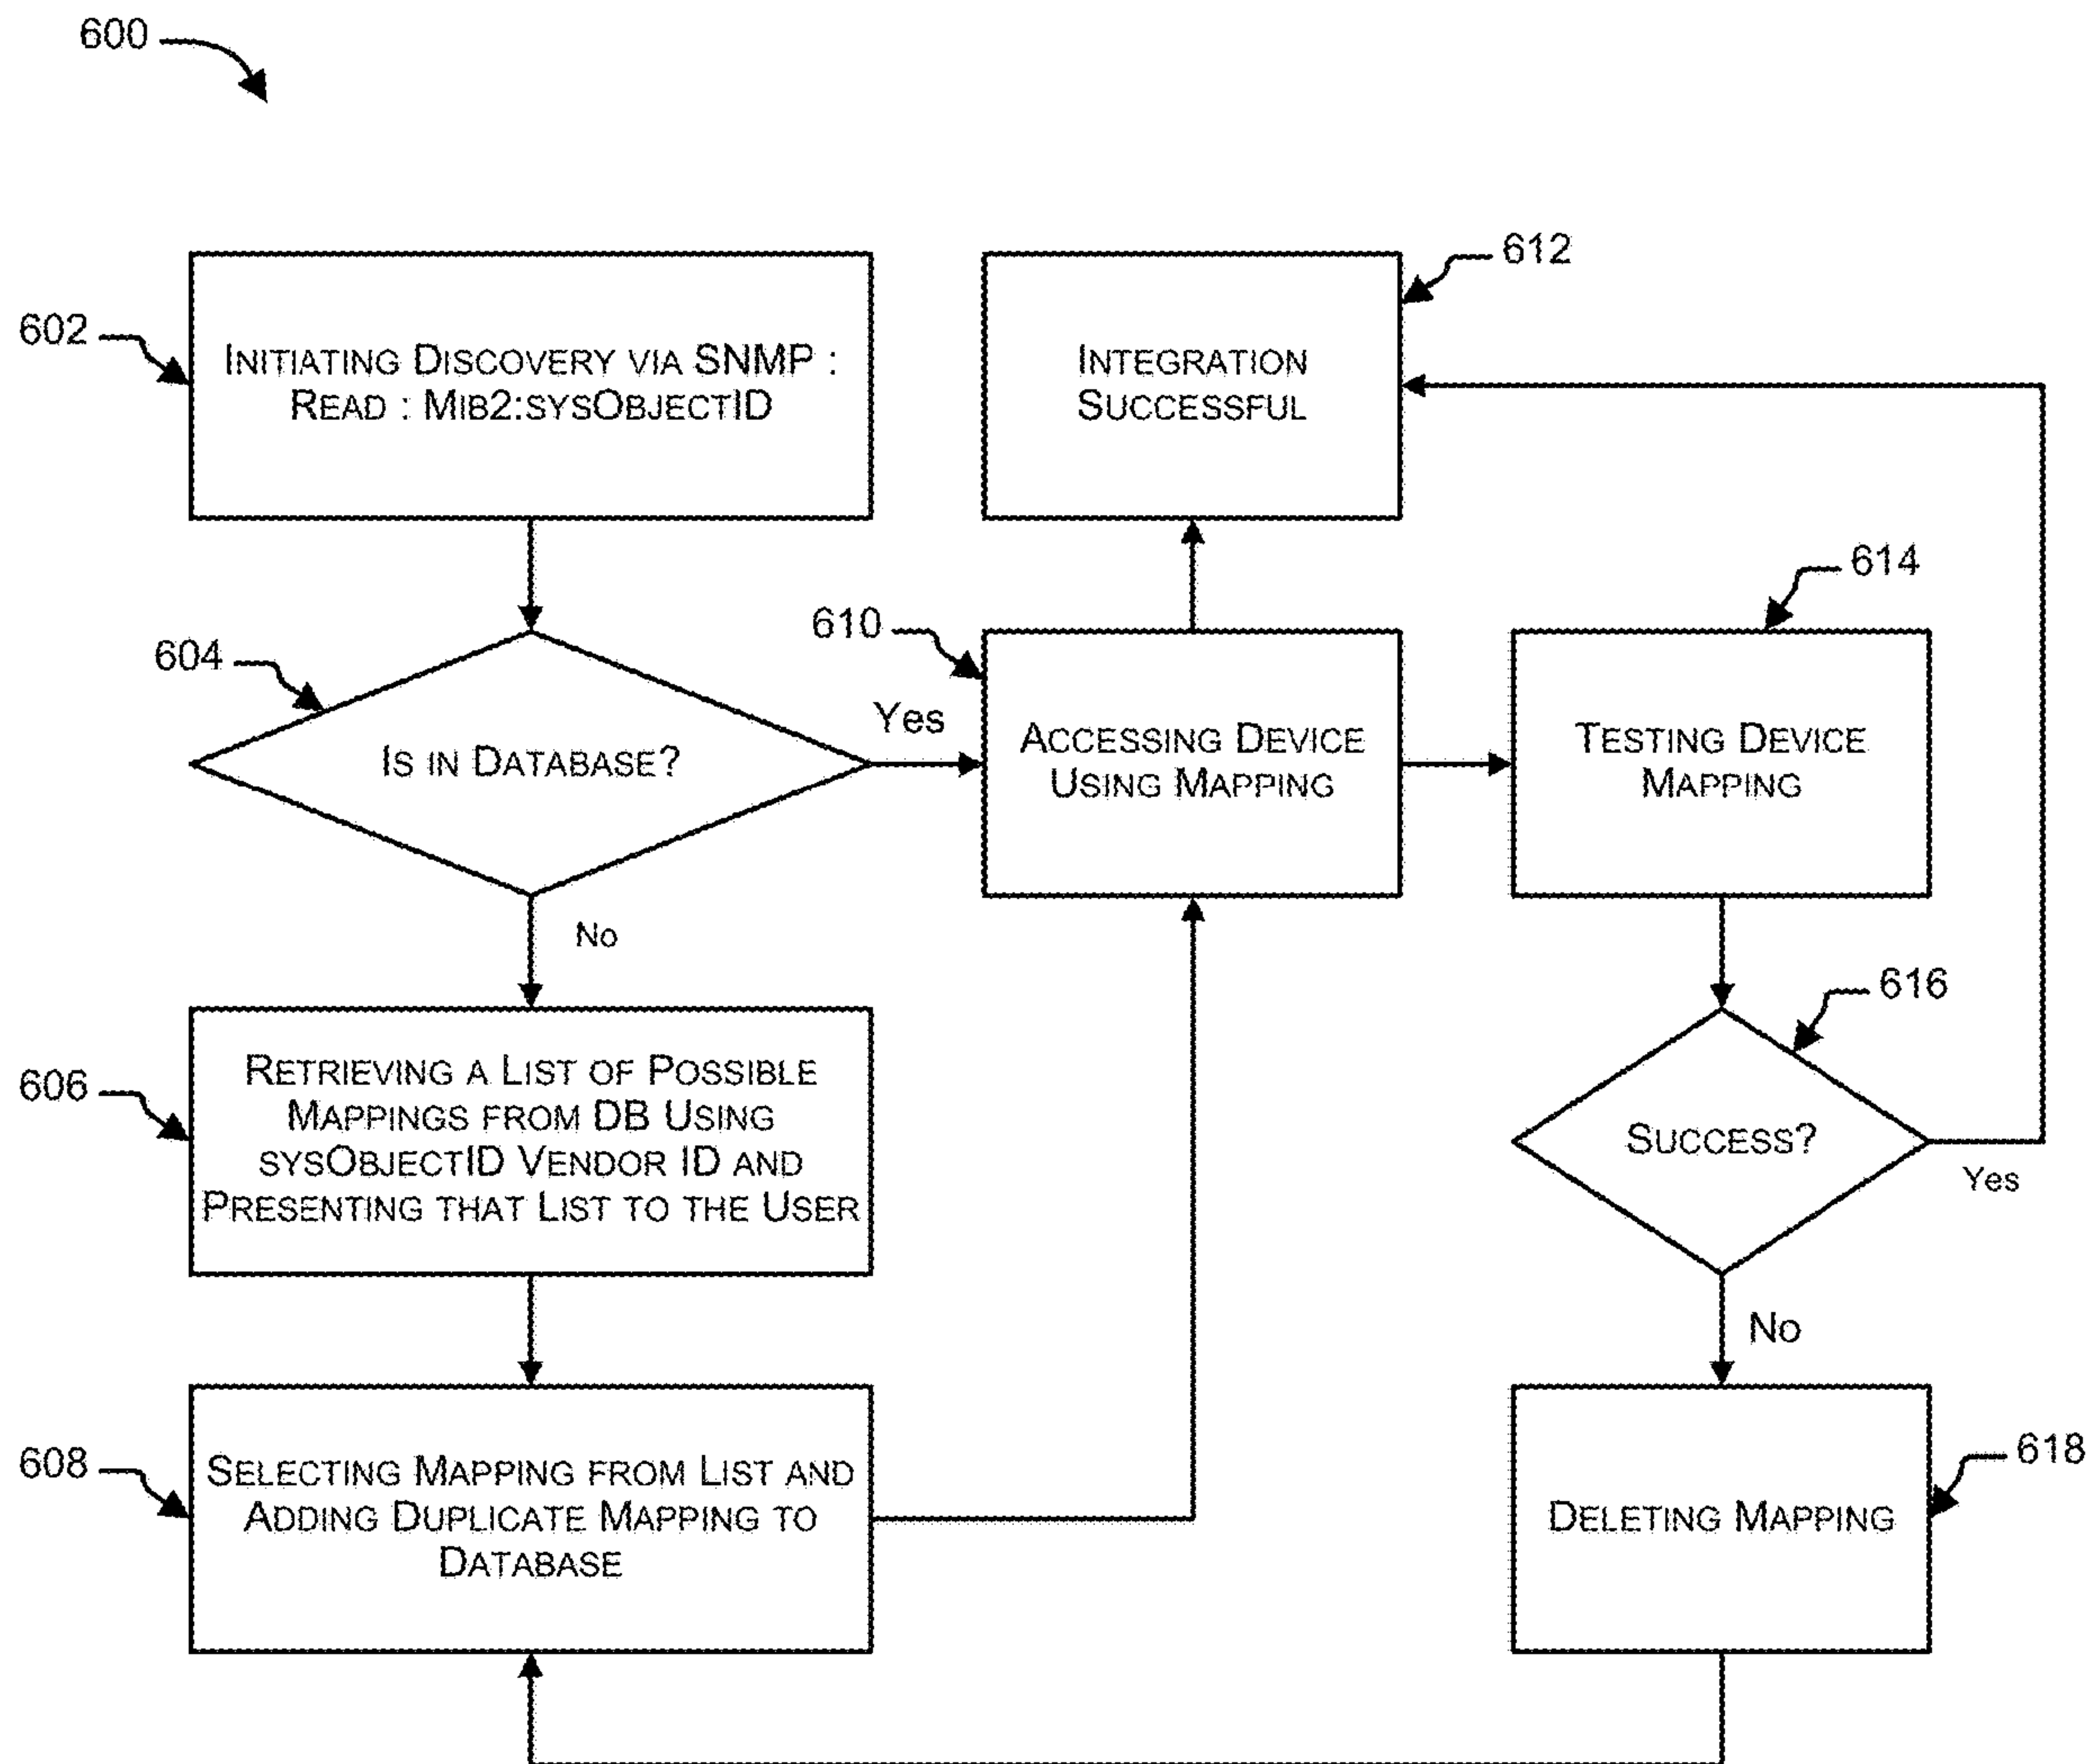 600
602
INITIATING DISCOVERY VIA SNMP :
READ : MIB2:SYSOBJECTID
612
INTEGRATION
SUCCESSFUL
604
IS IN DATABASE?
Yes
610
ACCESSING DEVICE
USING MAPPING
614
TESTING DEVICE
MAPPING
No
606
RETRIEVING A LIST OF POSSIBLE
MAPPINGS FROM DB USING
SYSOBJECTID VENDOR ID AND
PRESENTING THAT LIST TO THE USER
616
SUCCESS?
Yes
No
608
SELECTING MAPPING FROM LIST AND
ADDING DUPLICATE MAPPING TO
DATABASE
618
DELETING MAPPING